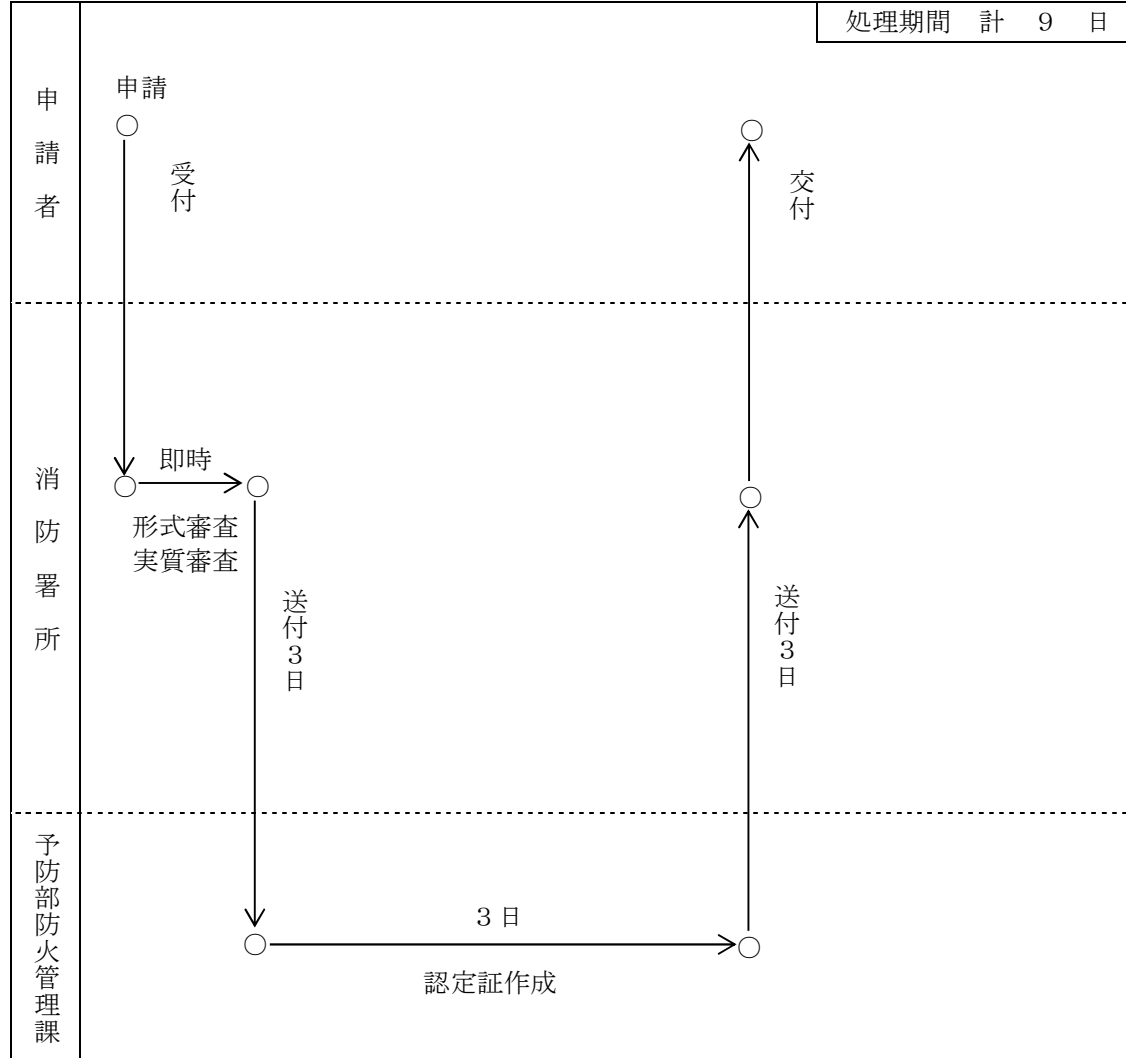 処理期間 計 ９ 日
申請者
申請
受付
交付
消防署所
即時
形式審査
実質審査
送付３日
送付３日
予防部防火管理課
３日
認定証作成